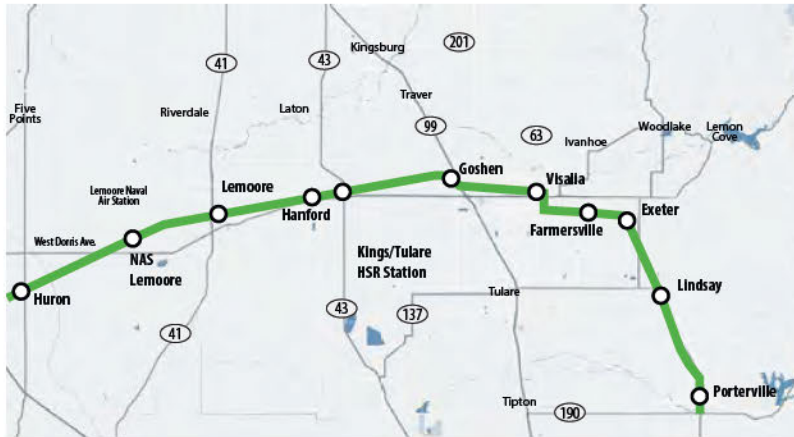 Kingsburg
201
41
43
Five
Points
Riverdale
Laton
Traver
99
63
Ivanhoe
Woodlake
Lemon
Cove
Lemoore Naval
Air Station
Lemoore
Hanford
Goshen
Visalia
Farmersville
Exeter
West Dorris Ave.
NAS
Lemoore
Kings/Tulare
HSR Station
Huron
Lindsay
Tulare
41
43
137
Porterville
Tipton
190